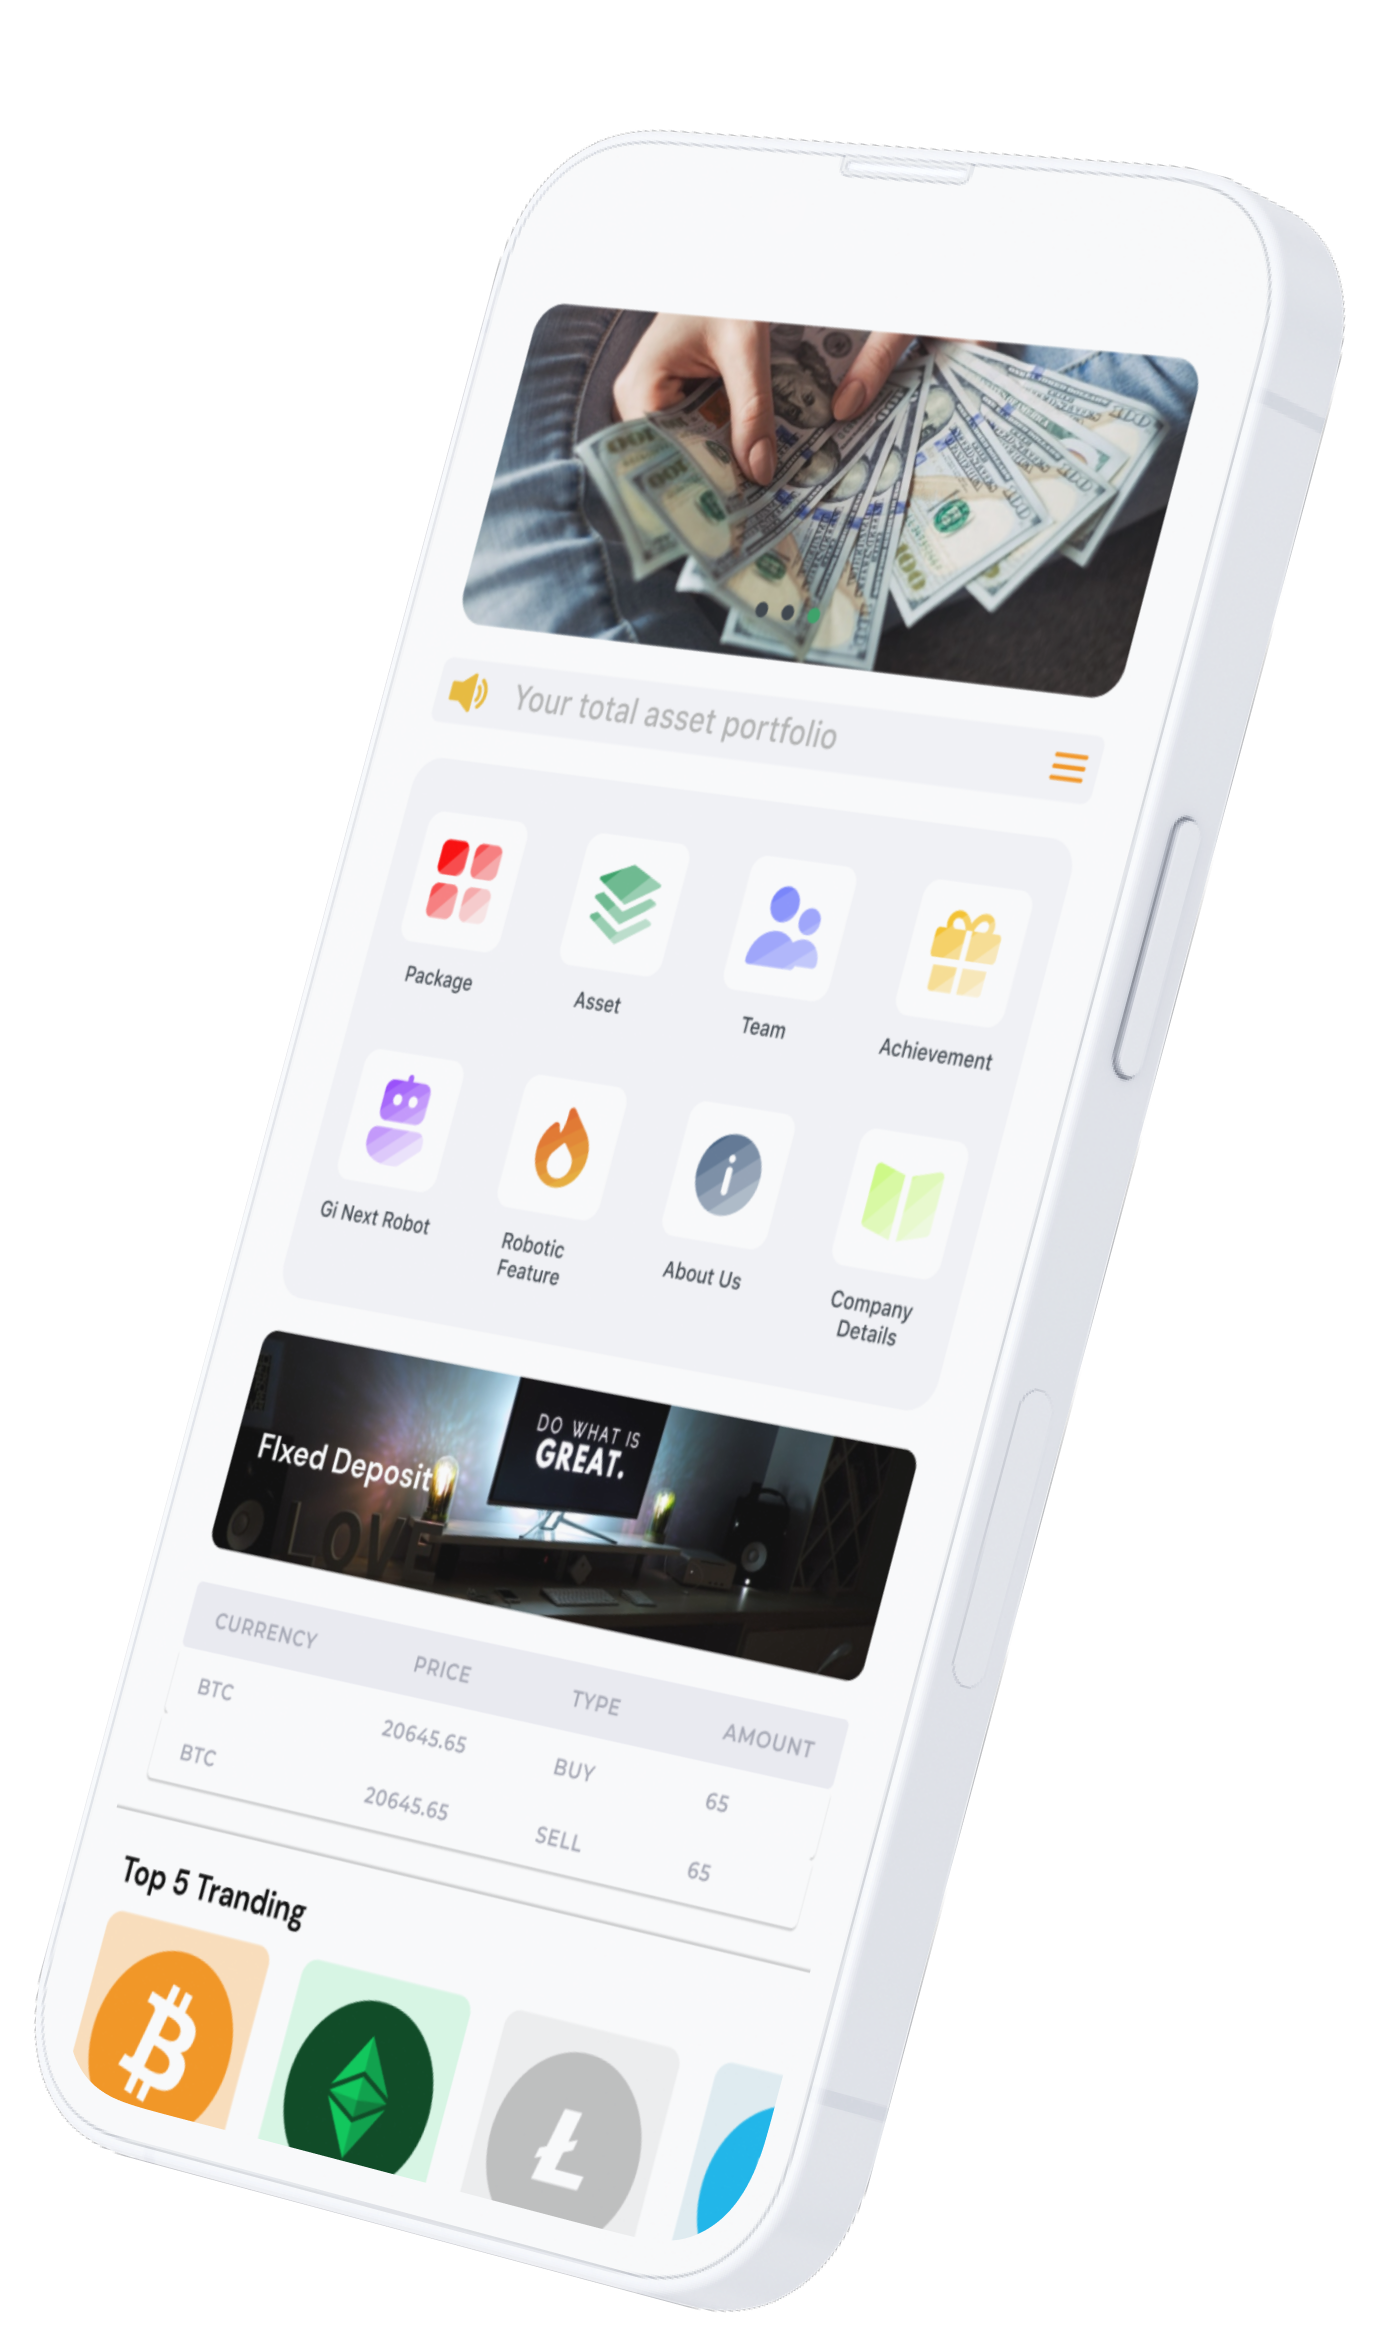 Your total asset portfolio
Package
Asset
Team
Achievement
Gi Next Robot
Robotic
Feature
About Us
Company
Details
FIxed Deposit
DO WHAT IS
GREAT.
LOVE
CURRENCY PRICE TYPE AMOUNT
BTC 20645.65 BUY 65
BTC 20645.65 SELL 65
Top 5 Tranding